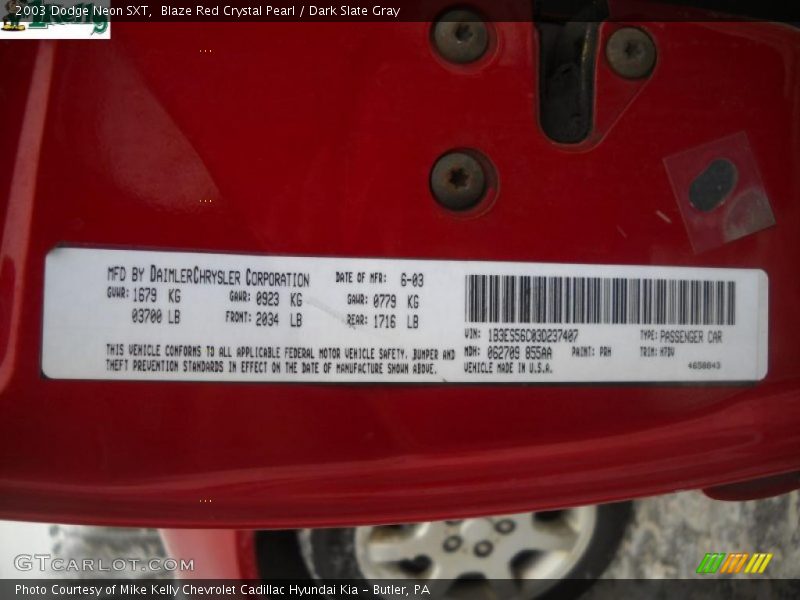 2003 Dodge Neon SXT,  Blaze Red Crystal Pearl / Dark Slate Gray
MFD BY DAIMLERCHRYSLER CORPORATION   DATE OF MFR:  6-03
GVWR: 1679 KG   GAWR: 0923 KG   GAWR: 0779 KG
03700 LB   FRONT: 2034 LB   REAR: 1716 LB
THIS VEHICLE CONFORMS TO ALL APPLICABLE FEDERAL MOTOR VEHICLE SAFETY, BUMPER AND
THEFT PREVENTION STANDARDS IN EFFECT ON THE DATE OF MANUFACTURE SHOWN ABOVE.
VIN: 1B3ES56C03D237407   TYPE: PASSENGER CAR
MDH: 062709 855AA   PAINT: PRH   TRIM: H7DV
VEHICLE MADE IN U.S.A.   4658843
GTCARLOT.COM
Photo Courtesy of Mike Kelly Chevrolet Cadillac Hyundai Kia – Butler, PA